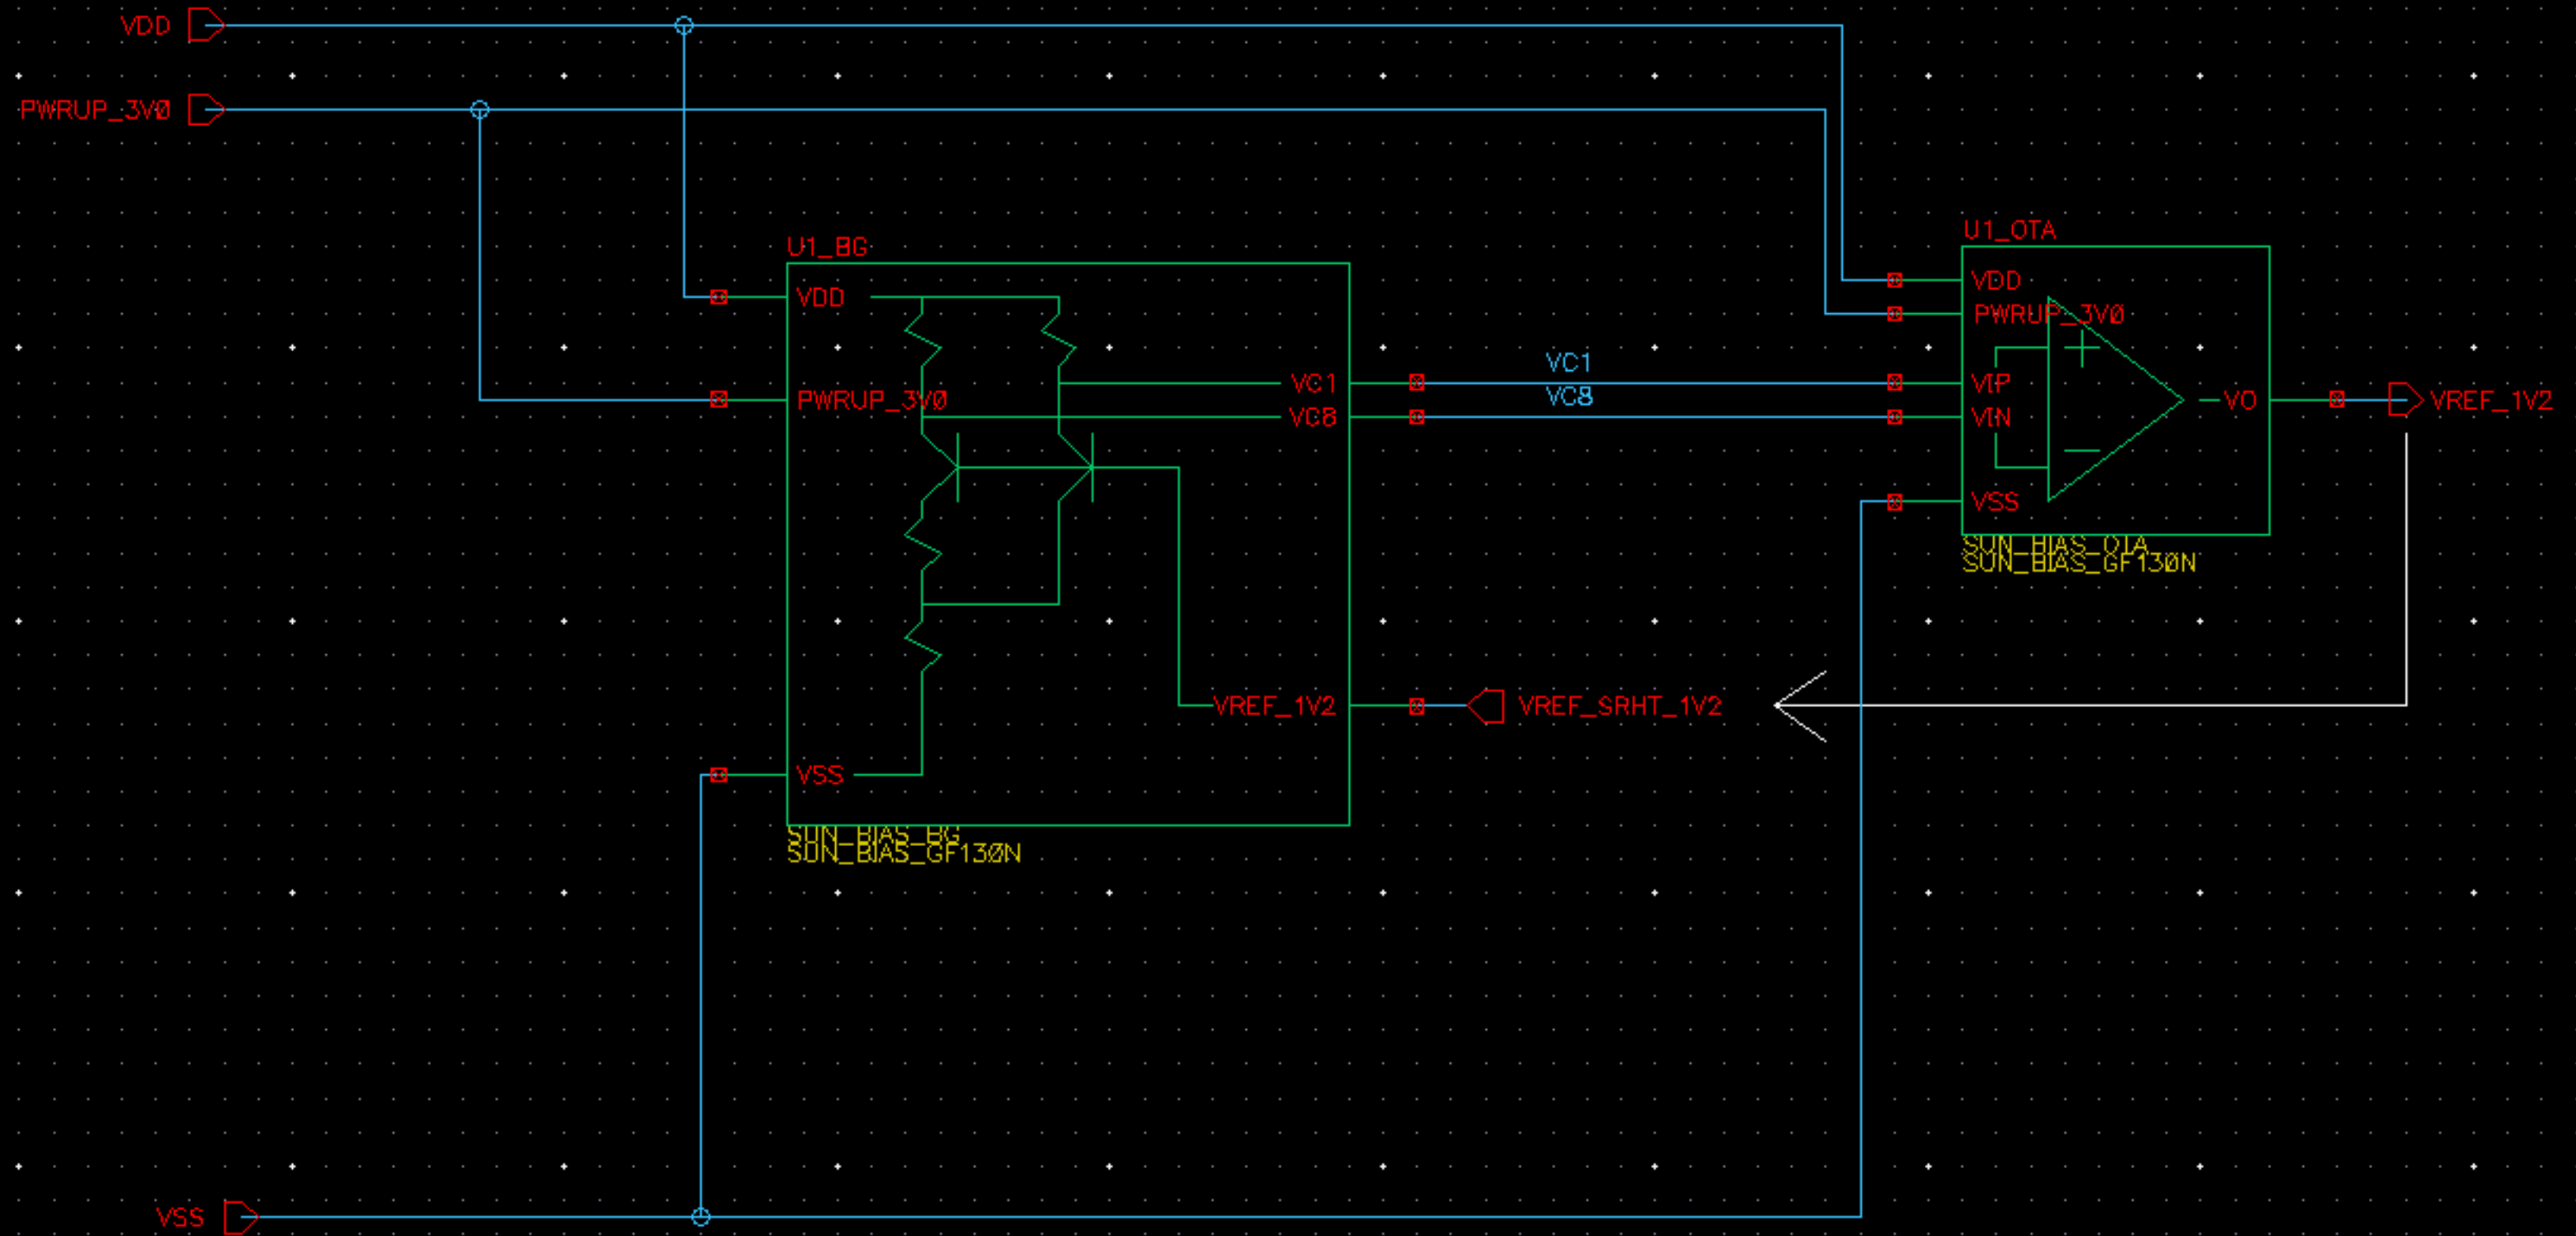 VDD
PWRUP_3V0
U1_OTA
U1_BG
VDD
VDD
PWRUP_3V0
VC1
VC1
VIP
PWRUP_3V0
VC8
VC8
VIN
VO
VREF_1V2
VSS
SUN_BIAS_OTA
SUN_BIAS_GF130N
VREF_1V2
VREF_SRHT_1V2
VSS
SUN_BIAS_BG
SUN_BIAS_GF130N
VSS